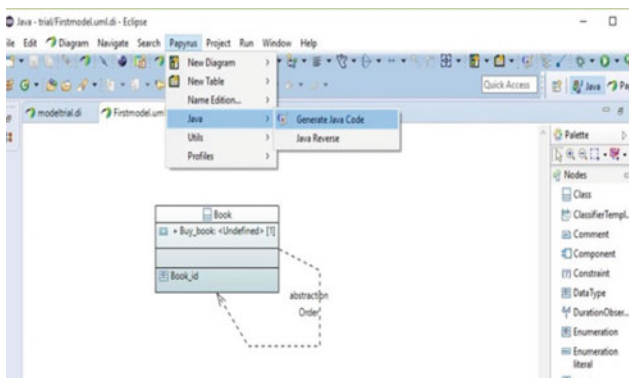 Java - trial/Firstmodel.uml.di - Eclipse
ile Edit Diagram Navigate Search Papyrus Project Run Window Help
New Diagram
New Table
Name Edition...
Java
Utils
Profiles
Generate Java Code
Java Reverse
Quick Access
Java
Pa
modeltrial.di
Firstmodel.um
Book
+ Buy_book: <Undefined> [1]
Book_id
abstraction
Order
Palette
Nodes
Class
ClassifierTempl..
Comment
Component
Constraint
DataType
DurationObser...
Enumeration
Enumeration
literal